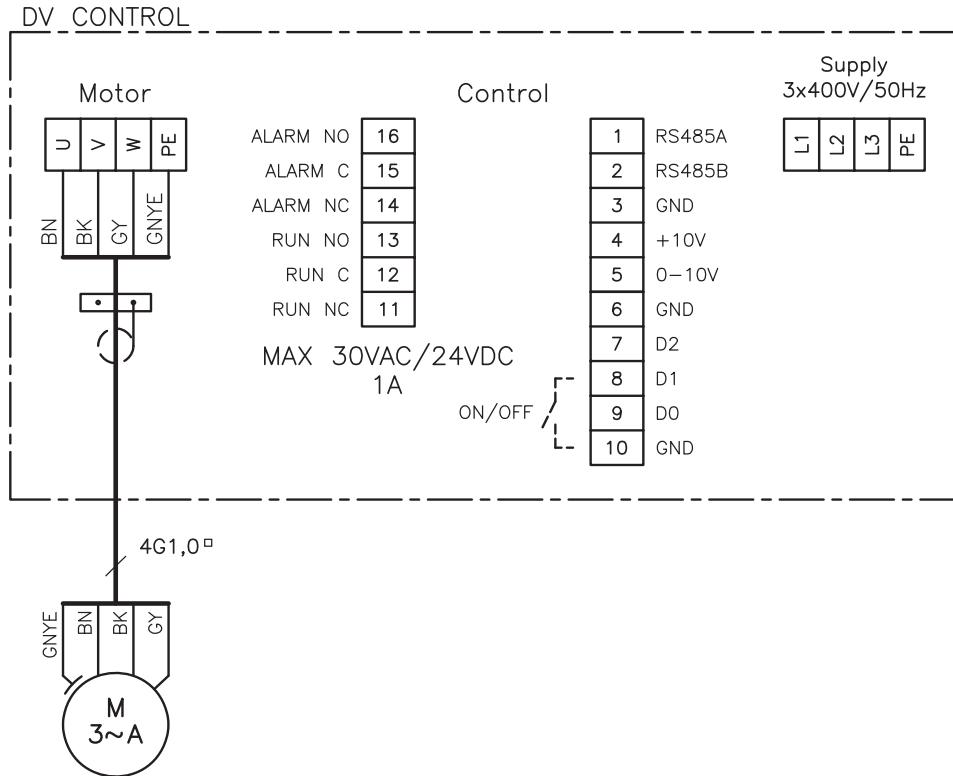 DV CONTROL
Motor
U V W PE
BN BK GY GNYE
Control
ALARM NO 16
ALARM C 15
ALARM NC 14
RUN NO 13
RUN C 12
RUN NC 11
MAX 30VAC/24VDC
1A
1 RS485A
2 RS485B
3 GND
4 +10V
5 0-10V
6 GND
7 D2
8 D1
9 D0
10 GND
ON/OFF
Supply
3x400V/50Hz
L1 L2 L3 PE
4G1,0▫
GNYE BN BK GY
M
3~A